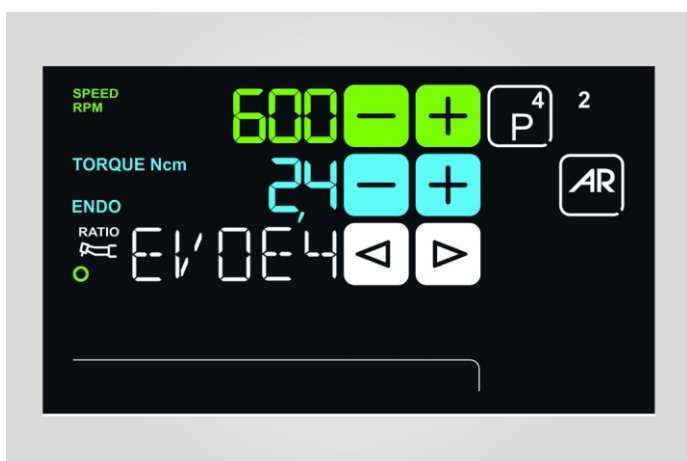 SPEED
RPM
600 − +
P 4
2
TORQUE Ncm
2,4 − +
AR
ENDO
RATIO
EVOE4